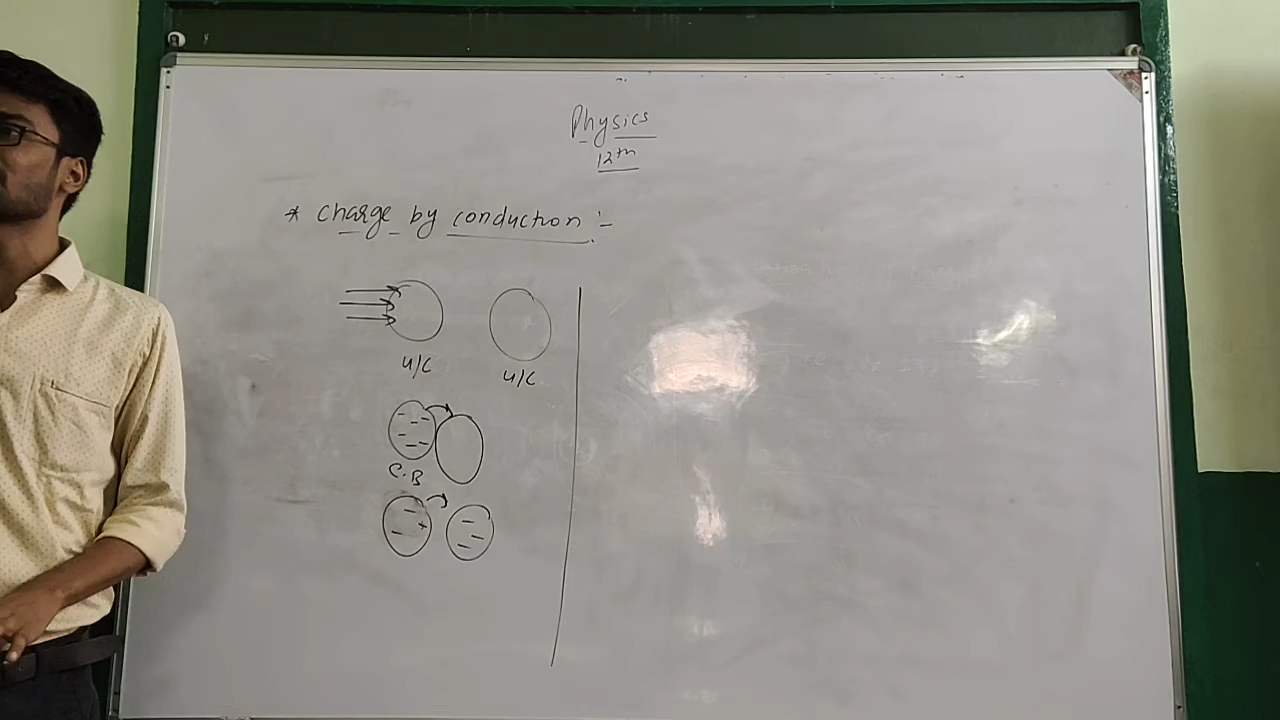 Physics
12th
* Charge by conduction :-
U/C U/C
C.B